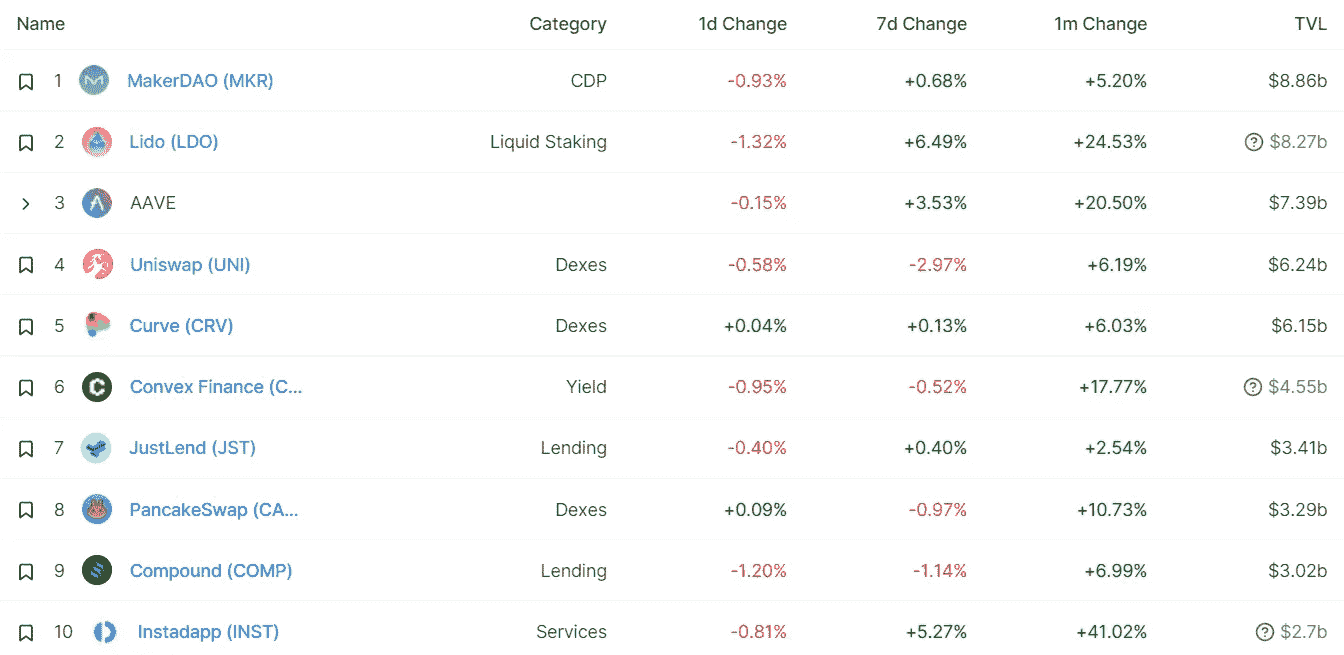 Name Category 1d Change 7d Change 1m Change TVL
1 MakerDAO (MKR) CDP -0.93% +0.68% +5.20% $8.86b
2 Lido (LDO) Liquid Staking -1.32% +6.49% +24.53% ? $8.27b
3 AAVE -0.15% +3.53% +20.50% $7.39b
4 Uniswap (UNI) Dexes -0.58% -2.97% +6.19% $6.24b
5 Curve (CRV) Dexes +0.04% +0.13% +6.03% $6.15b
6 Convex Finance (C... Yield -0.95% -0.52% +17.77% ? $4.55b
7 JustLend (JST) Lending -0.40% +0.40% +2.54% $3.41b
8 PancakeSwap (CA... Dexes +0.09% -0.97% +10.73% $3.29b
9 Compound (COMP) Lending -1.20% -1.14% +6.99% $3.02b
10 Instadapp (INST) Services -0.81% +5.27% +41.02% ? $2.7b